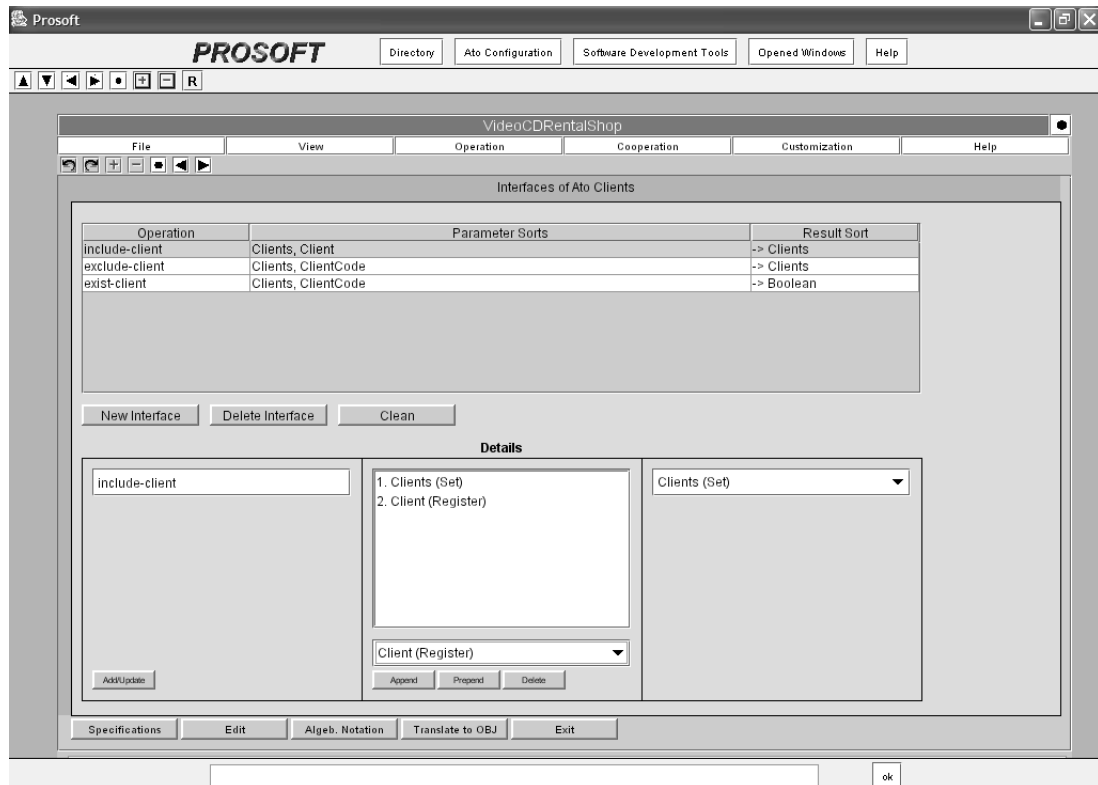 Prosoft
PROSOFT Directory Ato Configuration Software Development Tools Opened Windows Help
R
VideoCDRentalShop
File View Operation Cooperation Customization Help
Interfaces of Ato Clients
Operation Parameter Sorts Result Sort
include-client Clients, Client -> Clients
exclude-client Clients, ClientCode -> Clients
exist-client Clients, ClientCode -> Boolean
New Interface Delete Interface Clean
Details
include-client 1. Clients (Set) Clients (Set)
2. Client (Register)
Client (Register)
Add/Update Append Prepend Delete
Specifications Edit Algeb. Notation Translate to OBJ Exit
ok